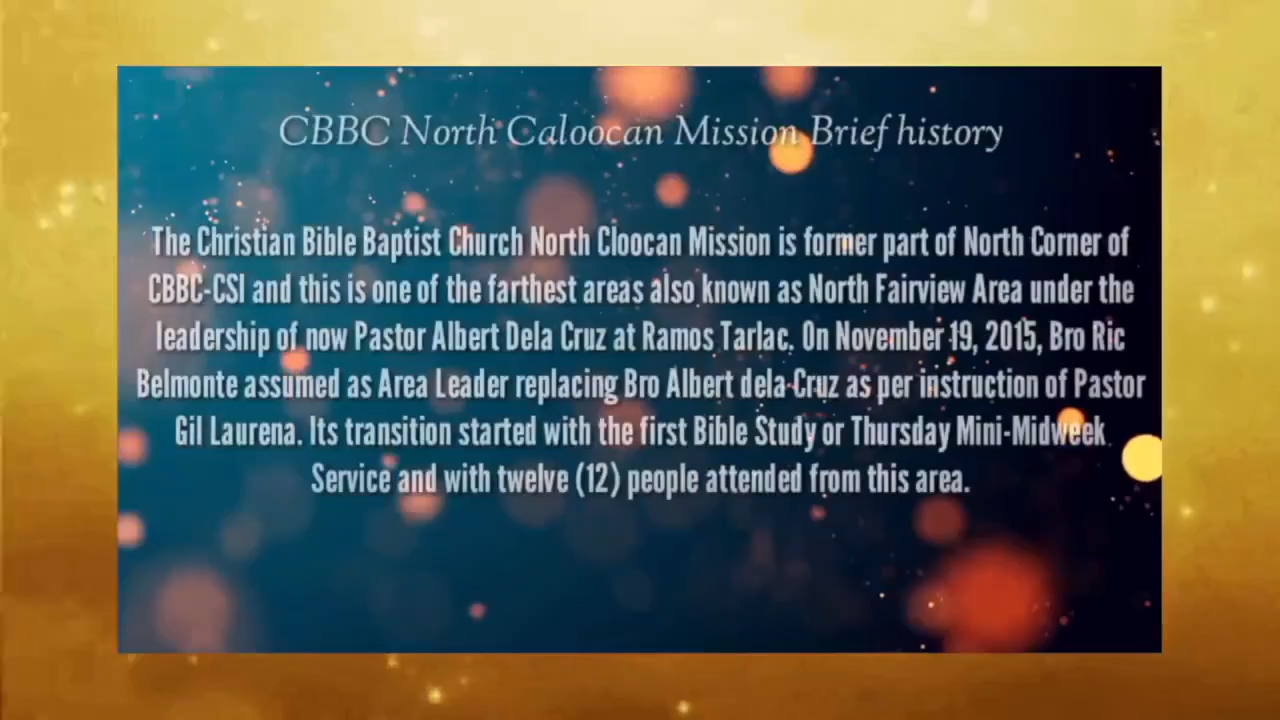 CBBC North Caloocan Mission Brief history
The Christian Bible Baptist Church North Cloocan Mission is former part of North Corner of
CBBC-CSI and this is one of the farthest areas also known as North Fairview Area under the
leadership of now Pastor Albert Dela Cruz at Ramos Tarlac. On November 19, 2015, Bro Ric
Belmonte assumed as Area Leader replacing Bro Albert dela Cruz as per instruction of Pastor
Gil Laurena. Its transition started with the first Bible Study or Thursday Mini-Midweek
Service and with twelve (12) people attended from this area.